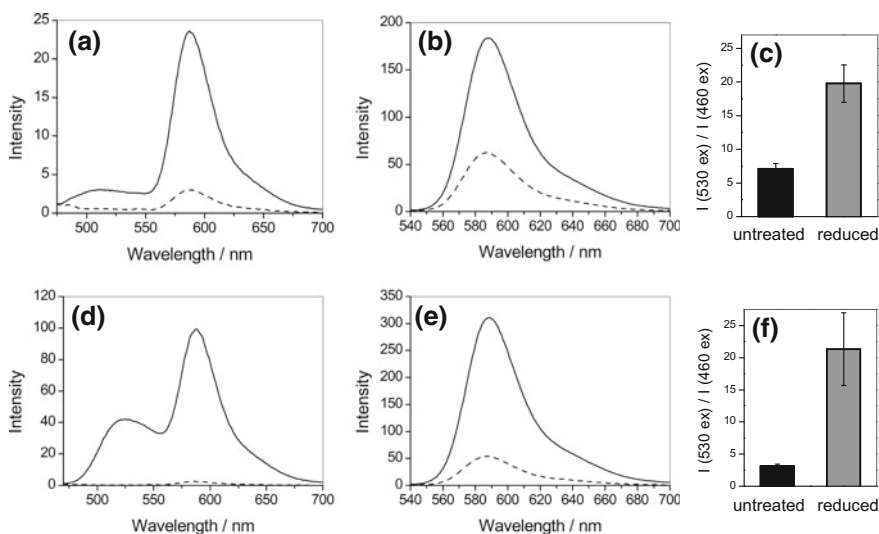 (a)
Intensity
25
20
15
10
5
0
500 550 600 650 700
Wavelength / nm
(b)
Intensity
200
150
100
50
0
540 560 580 600 620 640 660 680 700
Wavelength / nm
(c)
I (530 ex) / I (460 ex)
25
20
15
10
5
0
untreated reduced
(d)
Intensity
120
100
80
60
40
20
0
500 550 600 650 700
Wavelength / nm
(e)
Intensity
350
300
250
200
150
100
50
0
540 560 580 600 620 640 660 680 700
Wavelength / nm
(f)
I (530 ex) / I (460 ex)
25
20
15
10
5
0
untreated reduced